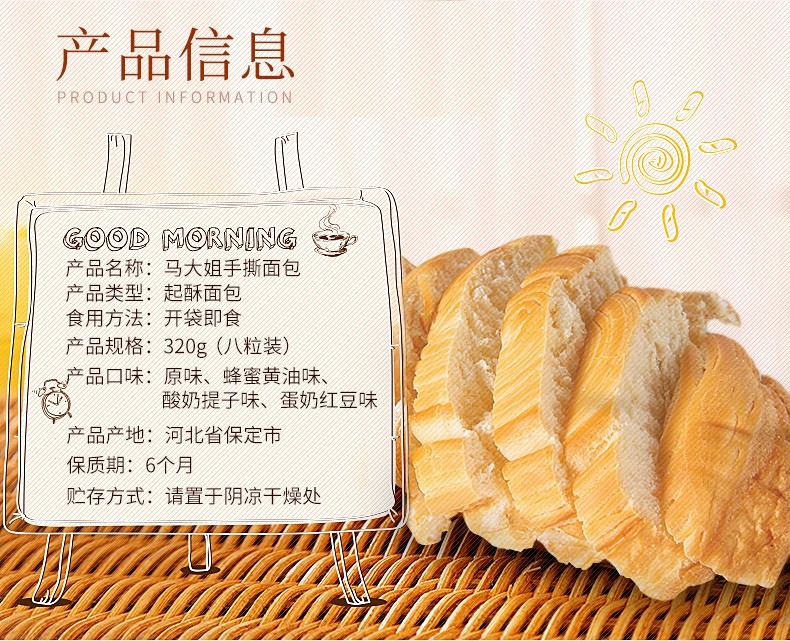 产品信息
PRODUCT INFORMATION
GOOD MORNING
产品名称：马大姐手撕面包
产品类型：起酥面包
食用方法：开袋即食
产品规格：320g（八粒装）
产品口味：原味、蜂蜜黄油味、
酸奶提子味、蛋奶红豆味
产品产地：河北省保定市
保质期：6个月
贮存方式：请置于阴凉干燥处